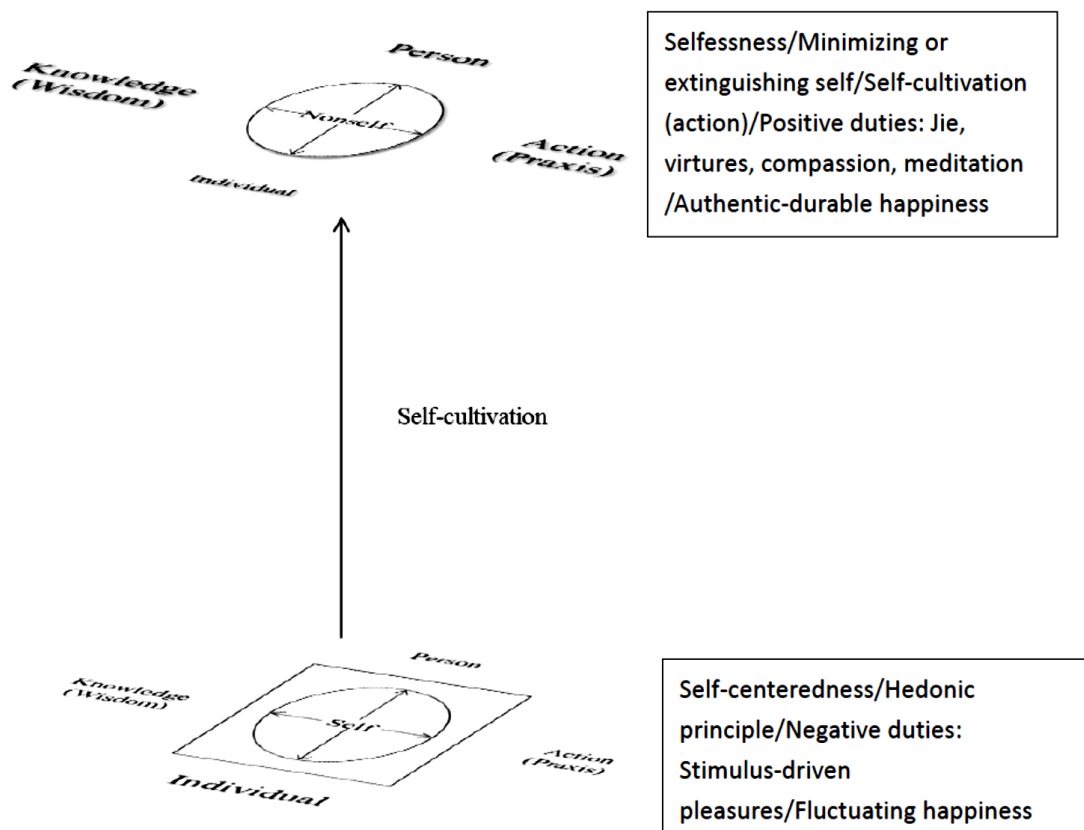 Person
Knowledge
(Wisdom)
Nonself
Action
(Praxis)
Individual
Selfessness/Minimizing or
extinguishing self/Self-cultivation
(action)/Positive duties: Jie,
virtures, compassion, meditation
/Authentic-durable happiness
Self-cultivation
Person
Knowledge
(Wisdom)
Self
Action
(Praxis)
Individual
Self-centeredness/Hedonic
principle/Negative duties:
Stimulus-driven
pleasures/Fluctuating happiness